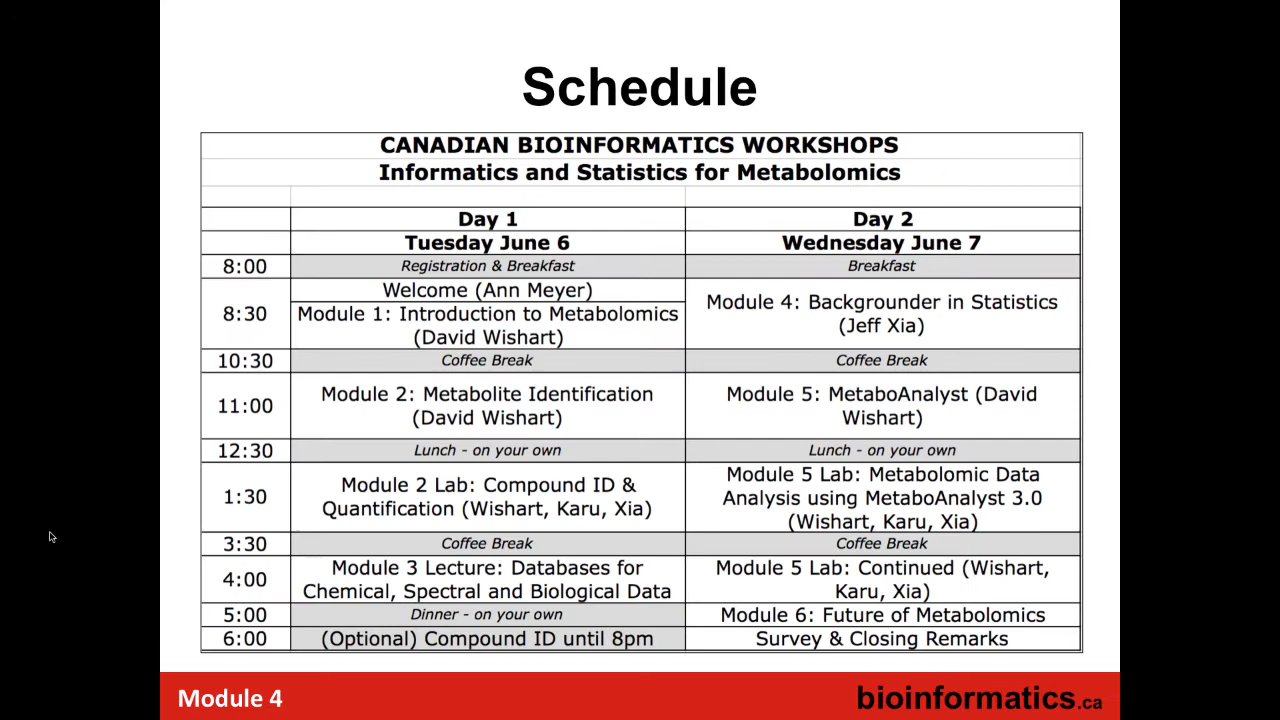 Schedule
CANADIAN BIOINFORMATICS WORKSHOPS
Informatics and Statistics for Metabolomics
Day 1 Day 2
Tuesday June 6 Wednesday June 7
8:00 Registration & Breakfast Breakfast
Welcome (Ann Meyer)
8:30 Module 1: Introduction to Metabolomics
(David Wishart)
Module 4: Backgrounder in Statistics
(Jeff Xia)
10:30 Coffee Break Coffee Break
11:00 Module 2: Metabolite Identification
(David Wishart)
Module 5: MetaboAnalyst (David
Wishart)
12:30 Lunch - on your own Lunch - on your own
1:30 Module 2 Lab: Compound ID &
Quantification (Wishart, Karu, Xia)
Module 5 Lab: Metabolomic Data
Analysis using MetaboAnalyst 3.0
(Wishart, Karu, Xia)
3:30 Coffee Break Coffee Break
4:00 Module 3 Lecture: Databases for
Chemical, Spectral and Biological Data
Module 5 Lab: Continued (Wishart,
Karu, Xia)
5:00 Dinner - on your own Module 6: Future of Metabolomics
6:00 (Optional) Compound ID until 8pm Survey & Closing Remarks
Module 4 bioinformatics.ca